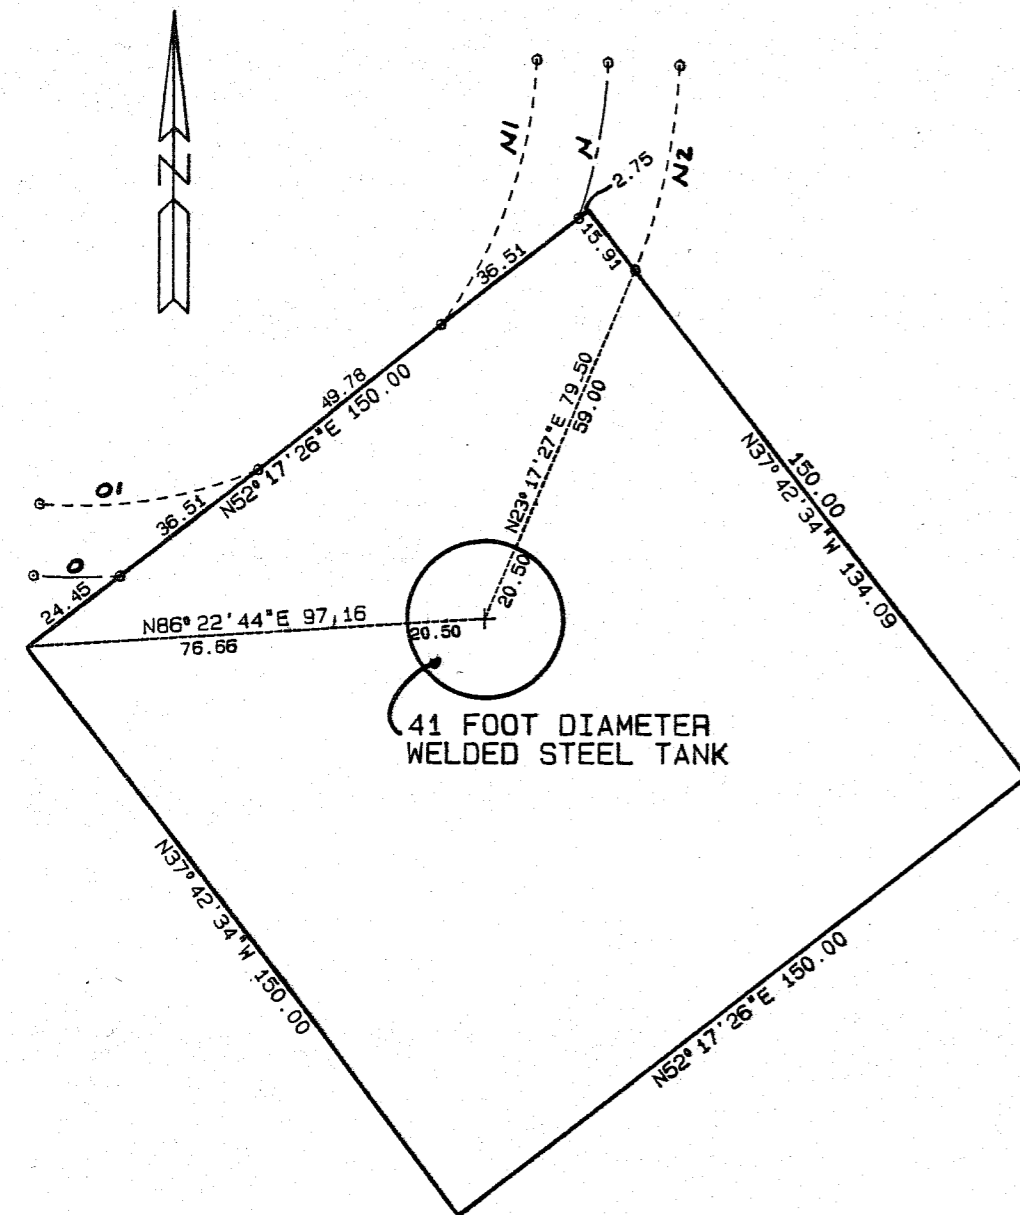 N
N1
N
N2
2.75
15.91
36.51
49.78
N52°17'26"E 150.00
O1
36.51
O
24.45
N23°17'27"E 79.50
59.00
20.50
150.00
N37°42'34"W 134.09
N86°22'44"E 97.16
76.66
20.50
41 FOOT DIAMETER
WELDED STEEL TANK
N37°42'34"W 150.00
N52°17'26"E 150.00